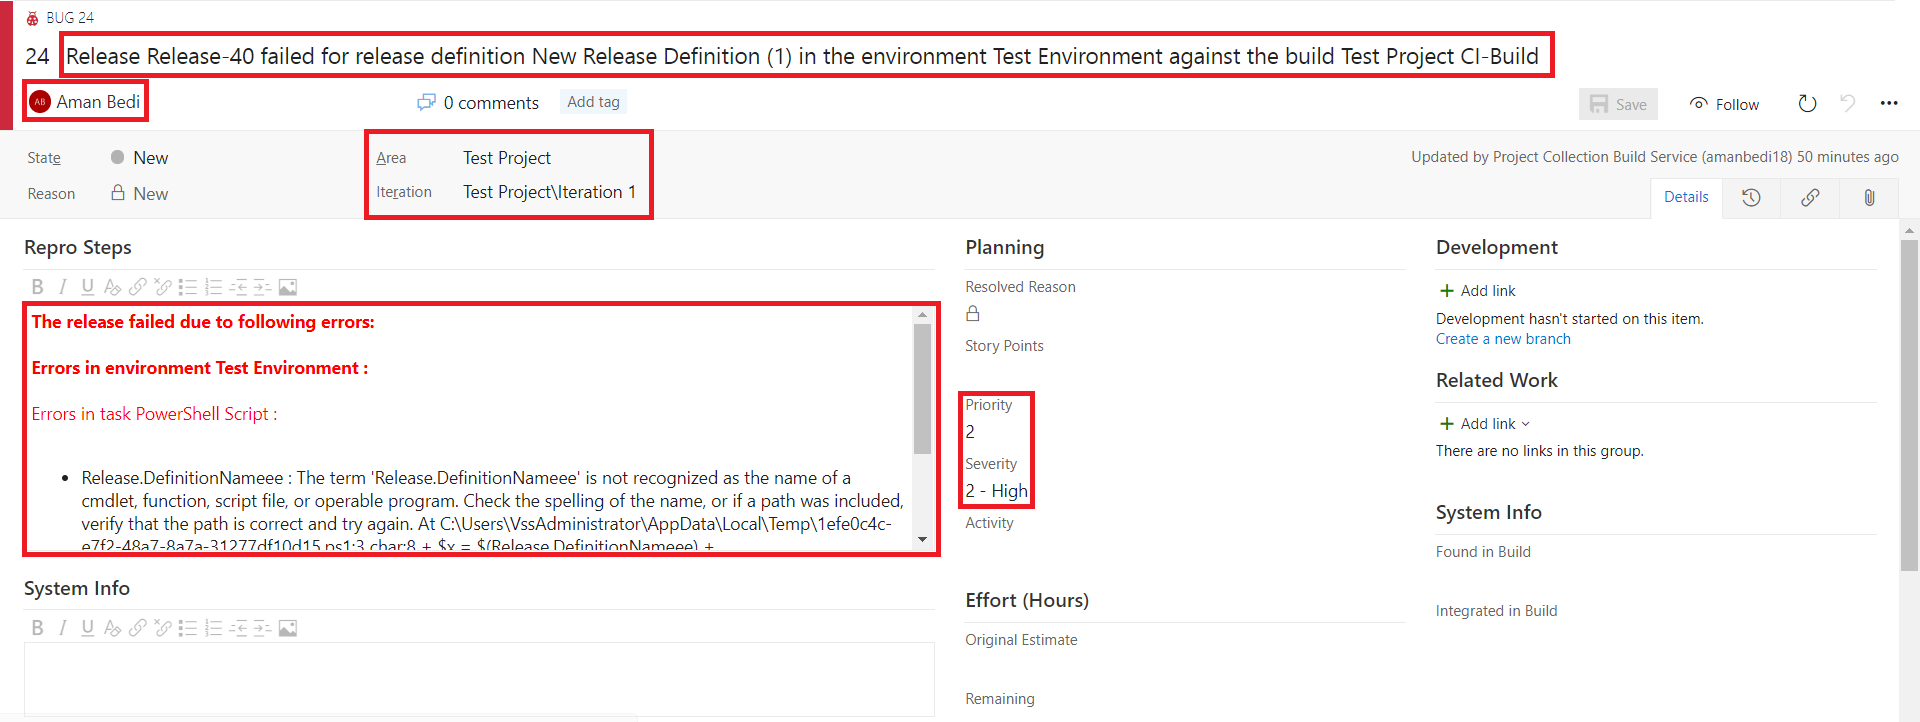 BUG 24
24 Release Release-40 failed for release definition New Release Definition (1) in the environment Test Environment against the build Test Project CI-Build
AB Aman Bedi 0 comments Add tag Save Follow
State New Area Test Project Updated by Project Collection Build Service (amanbedi18) 50 minutes ago
Reason New Iteration Test Project\Iteration 1 Details
Repro Steps
The release failed due to following errors:
Errors in environment Test Environment :
Errors in task PowerShell Script :
Release.DefinitionNameee : The term 'Release.DefinitionNameee' is not recognized as the name of a
cmdlet, function, script file, or operable program. Check the spelling of the name, or if a path was included,
verify that the path is correct and try again. At C:\Users\VssAdministrator\AppData\Local\Temp\1efe0c4c-
e7f2-48a7-8a7a-31277df10d15.ps1:3 char:8 + $x = $(Release.DefinitionNameee) +
System Info
Planning
Resolved Reason
Story Points
Priority
2
Severity
2 - High
Activity
Effort (Hours)
Original Estimate
Remaining
Development
Add link
Development hasn't started on this item.
Create a new branch
Related Work
Add link
There are no links in this group.
System Info
Found in Build
Integrated in Build